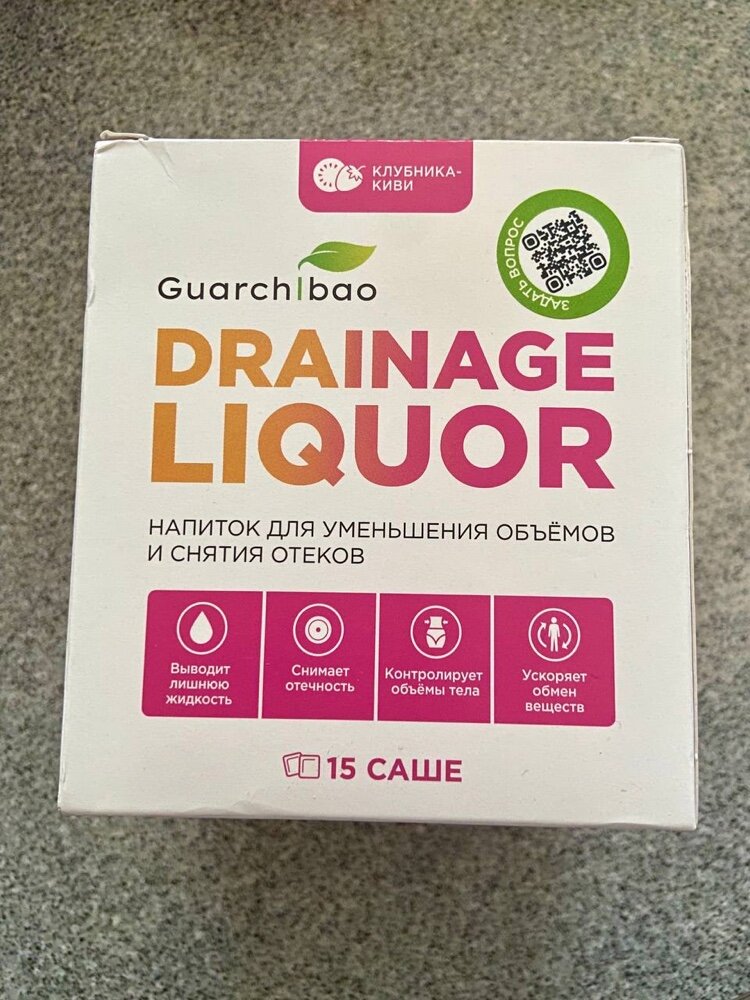 КЛУБНИКА-
КИВИ
ЗАДАТЬ ВОПРОС
Guarchibao
DRAINAGE
LIQUOR
НАПИТОК ДЛЯ УМЕНЬШЕНИЯ ОБЪЁМОВ
И СНЯТИЯ ОТЕКОВ
Выводит
лишнюю
жидкость
Снимает
отечность
Контролирует
объёмы тела
Ускоряет
обмен
веществ
15 САШЕ